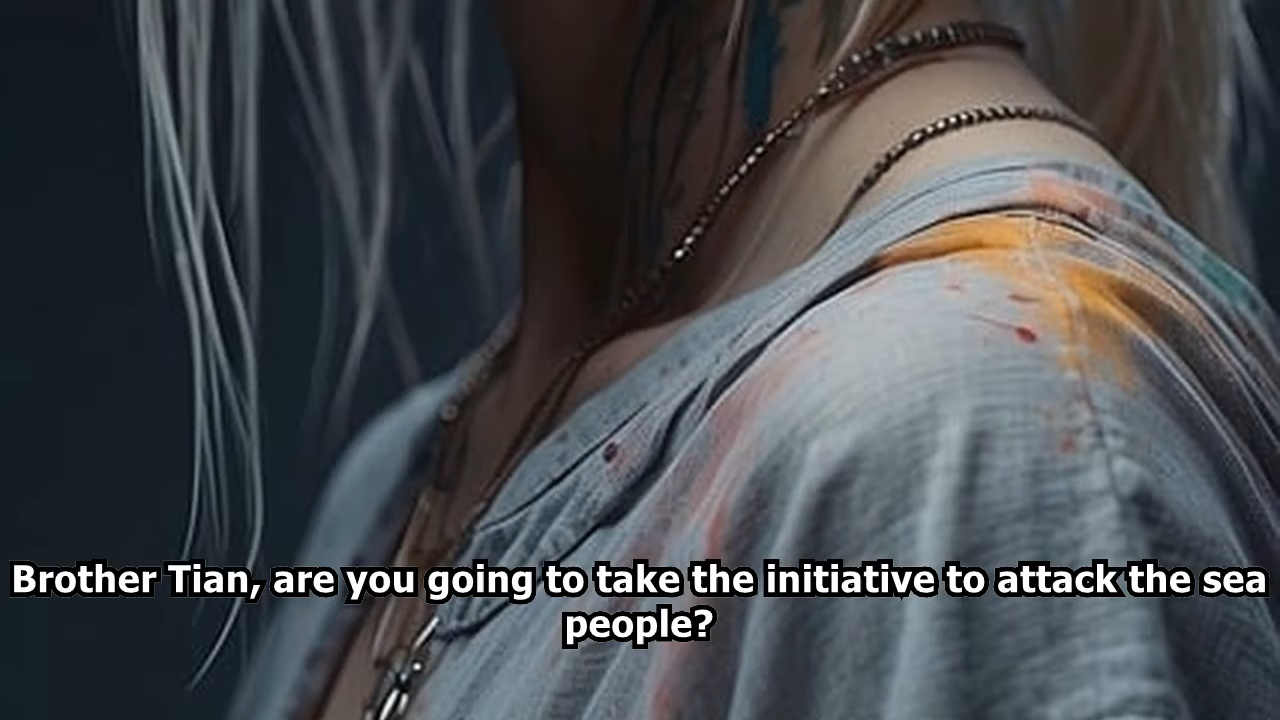 Brother Tian, are you going to take the initiative to attack the sea
people?